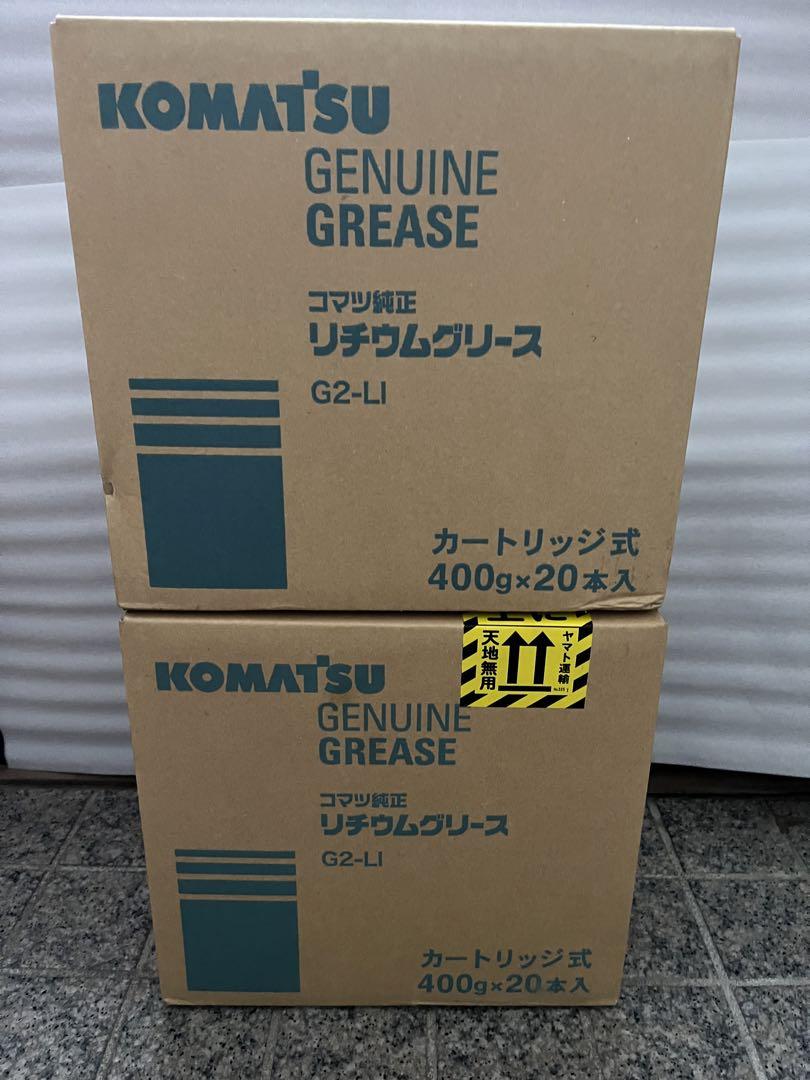 KOMATSU
GENUINE
GREASE
コマツ純正
リチウムグリース
G2-LI
カートリッジ式
400g×20本入
天地無用
ヤマト運輸
KOMATSU
GENUINE
GREASE
コマツ純正
リチウムグリース
G2-LI
カートリッジ式
400g×20本入